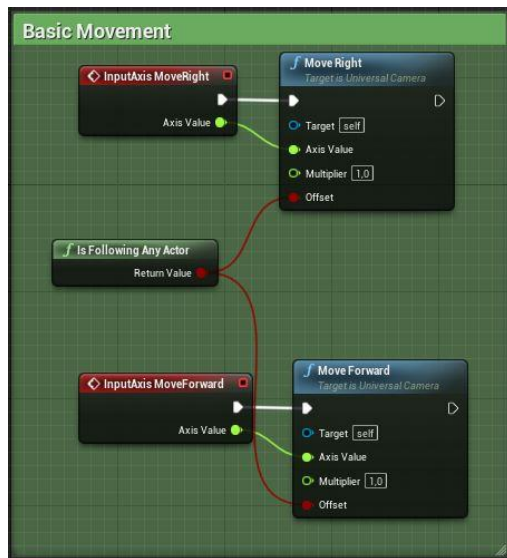 Basic Movement
InputAxis MoveRight
Axis Value
f Move Right
Target is Universal Camera
Target self
Axis Value
Multiplier 1,0
Offset
f Is Following Any Actor
Return Value
InputAxis MoveForward
Axis Value
f Move Forward
Target is Universal Camera
Target self
Axis Value
Multiplier 1,0
Offset